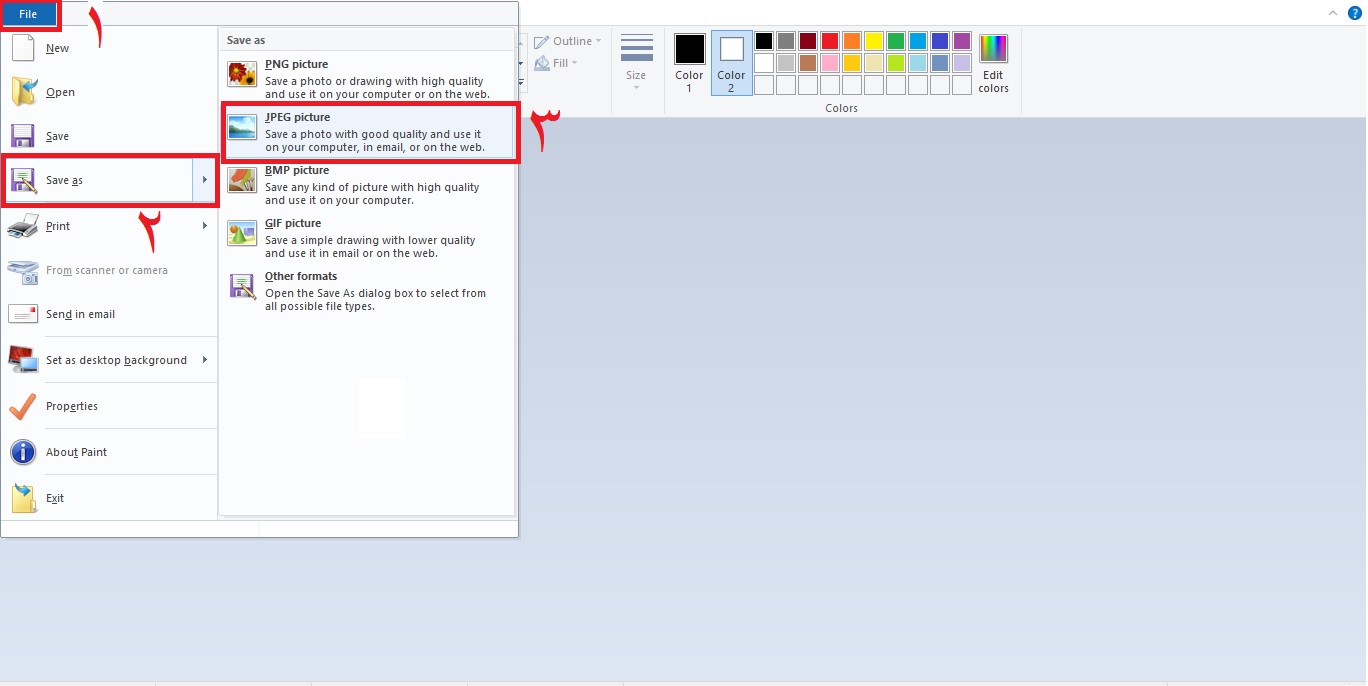 File
۱
New
Open
Save
Save as
۲
Print
From scanner or camera
Send in email
Set as desktop background
Properties
About Paint
Exit
Save as
PNG picture
Save a photo or drawing with high quality
and use it on your computer or on the web.
JPEG picture
Save a photo with good quality and use it
on your computer, in email, or on the web.
۳
BMP picture
Save any kind of picture with high quality
and use it on your computer.
GIF picture
Save a simple drawing with lower quality
and use it in email or on the web.
Other formats
Open the Save As dialog box to select from
all possible file types.
Outline
Fill
Size
Color
1
Color
2
Edit
colors
Colors